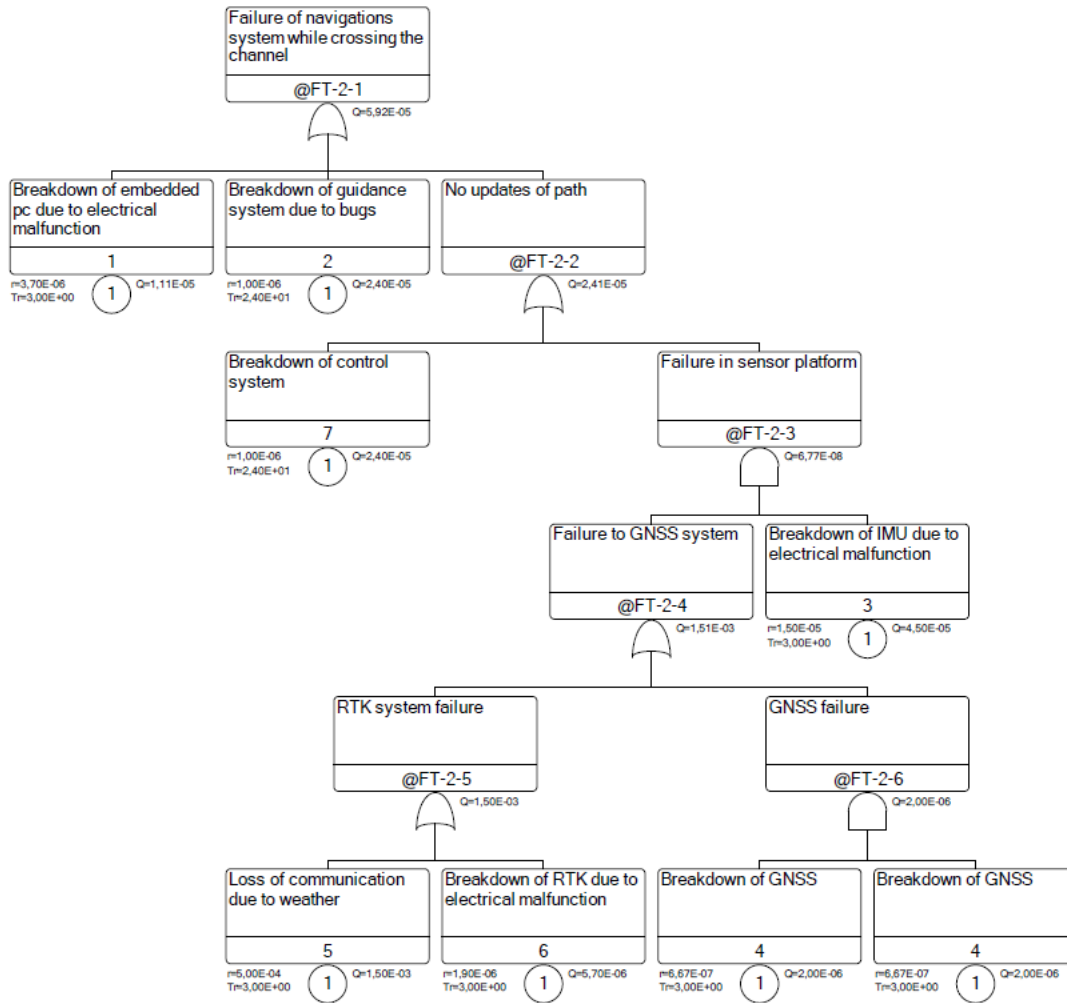 Failure of navigations
system while crossing the
channel
@FT-2-1
Q=5,92E-05
Breakdown of embedded
pc due to electrical
malfunction
1
r=3,70E-06
Tr=3,00E+00
1
Q=1,11E-05
Breakdown of guidance
system due to bugs
2
r=1,00E-06
Tr=2,40E+01
1
Q=2,40E-05
No updates of path
@FT-2-2
Q=2,41E-05
Breakdown of control
system
7
r=1,00E-06
Tr=2,40E+01
1
Q=2,40E-05
Failure in sensor platform
@FT-2-3
Q=6,77E-08
Failure to GNSS system
@FT-2-4
Q=1,51E-03
Breakdown of IMU due to
electrical malfunction
3
r=1,50E-05
Tr=3,00E+00
1
Q=4,50E-05
RTK system failure
@FT-2-5
Q=1,50E-03
GNSS failure
@FT-2-6
Q=2,00E-06
Loss of communication
due to weather
5
r=5,00E-04
Tr=3,00E+00
1
Q=1,50E-03
Breakdown of RTK due to
electrical malfunction
6
r=1,90E-06
Tr=3,00E+00
1
Q=5,70E-06
Breakdown of GNSS
4
r=6,67E-07
Tr=3,00E+00
1
Q=2,00E-06
Breakdown of GNSS
4
r=6,67E-07
Tr=3,00E+00
1
Q=2,00E-06